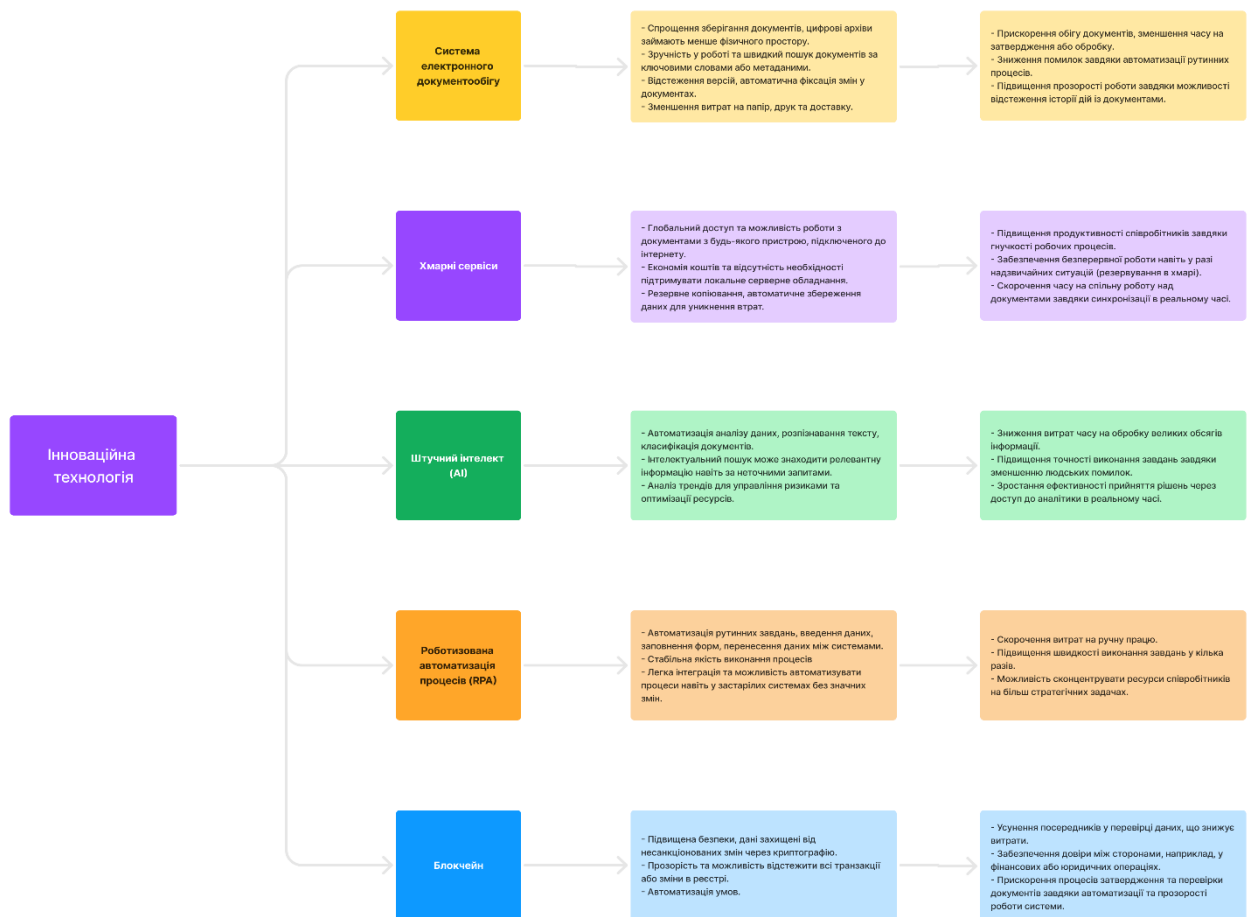 Інноваційна
технологія
Система
електронного
документообігу
- Спрощення зберігання документів, цифрові архіви
займають менше фізичного простору.
- Зручність у роботі та швидкий пошук документів за
ключовими словами або метаданими.
- Відстеження версій, автоматична фіксація змін у
документах.
- Зменшення витрат на папір, друк та доставку.
- Прискорення обігу документів, зменшення часу на
затвердження або обробку.
- Зниження помилок завдяки автоматизації рутинних
процесів.
- Підвищення прозорості роботи завдяки можливості
відстеження історії дій із документами.
Хмарні сервіси
- Глобальний доступ та можливість роботи з
документами з будь-якого пристрою, підключеного до
інтернету.
- Економія коштів та відсутність необхідності
підтримувати локальне серверне обладнання.
- Резервне копіювання, автоматичне збереження
даних для уникнення втрат.
- Підвищення продуктивності співробітників завдяки
гнучкості робочих процесів.
- Забезпечення безперервної роботи навіть у разі
надзвичайних ситуацій (резервування в хмарі).
- Скорочення часу на спільну роботу над
документами завдяки синхронізації в реальному часі.
Штучний інтелект
(AI)
- Автоматизація аналізу даних, розпізнавання тексту,
класифікація документів.
- Інтелектуальний пошук може знаходити релевантну
інформацію навіть за неточними запитами.
- Аналіз трендів для управління ризиками та
оптимізації ресурсів.
- Зниження витрат часу на обробку великих обсягів
інформації.
- Підвищення точності виконання завдань завдяки
зменшенню людських помилок.
- Зростання ефективності прийняття рішень через
доступ до аналітики в реальному часі.
Роботизована
автоматизація
процесів (RPA)
- Автоматизація рутинних завдань, введення даних,
заповнення форм, перенесення даних між системами.
- Стабільна якість виконання процесів
- Легка інтеграція та можливість автоматизувати
процеси навіть у застарілих системах без значних
змін.
- Скорочення витрат на ручну працю.
- Підвищення швидкості виконання завдань у кілька
разів.
- Можливість сконцентрувати ресурси співробітників
на більш стратегічних задачах.
Блокчейн
- Підвищена безпеки, дані захищені від
несанкціонованих змін через криптографію.
- Прозорість та можливість відстежити всі транзакції
або зміни в реєстрі.
- Автоматизація умов.
- Усунення посередників у перевірці даних, що знижує
витрати.
- Забезпечення довіри між сторонами, наприклад, у
фінансових або юридичних операціях.
- Прискорення процесів затвердження та перевірки
документів завдяки автоматизації та прозорості
роботи системи.